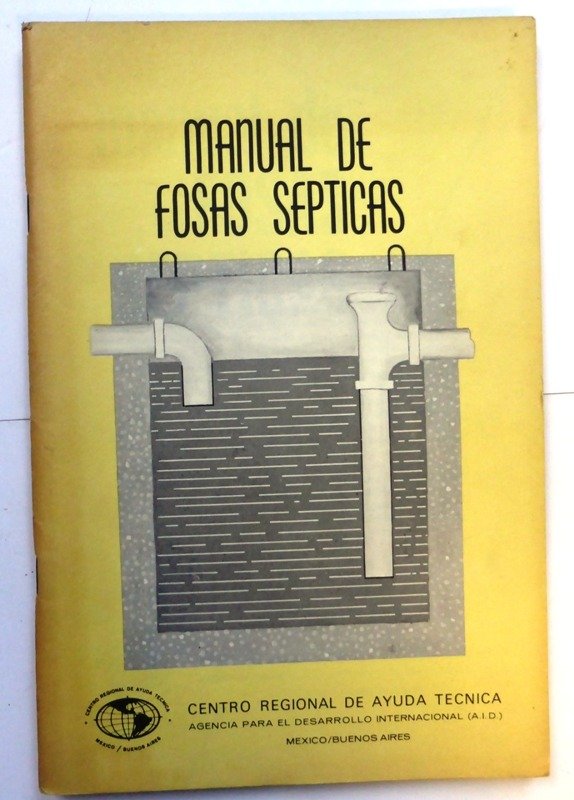 MANUAL DE
FOSAS SEPTICAS
CENTRO REGIONAL DE AYUDA TECNICA
MEXICO / BUENOS AIRES
CENTRO REGIONAL DE AYUDA TECNICA
AGENCIA PARA EL DESARROLLO INTERNACIONAL (A.I.D.)
MEXICO/BUENOS AIRES